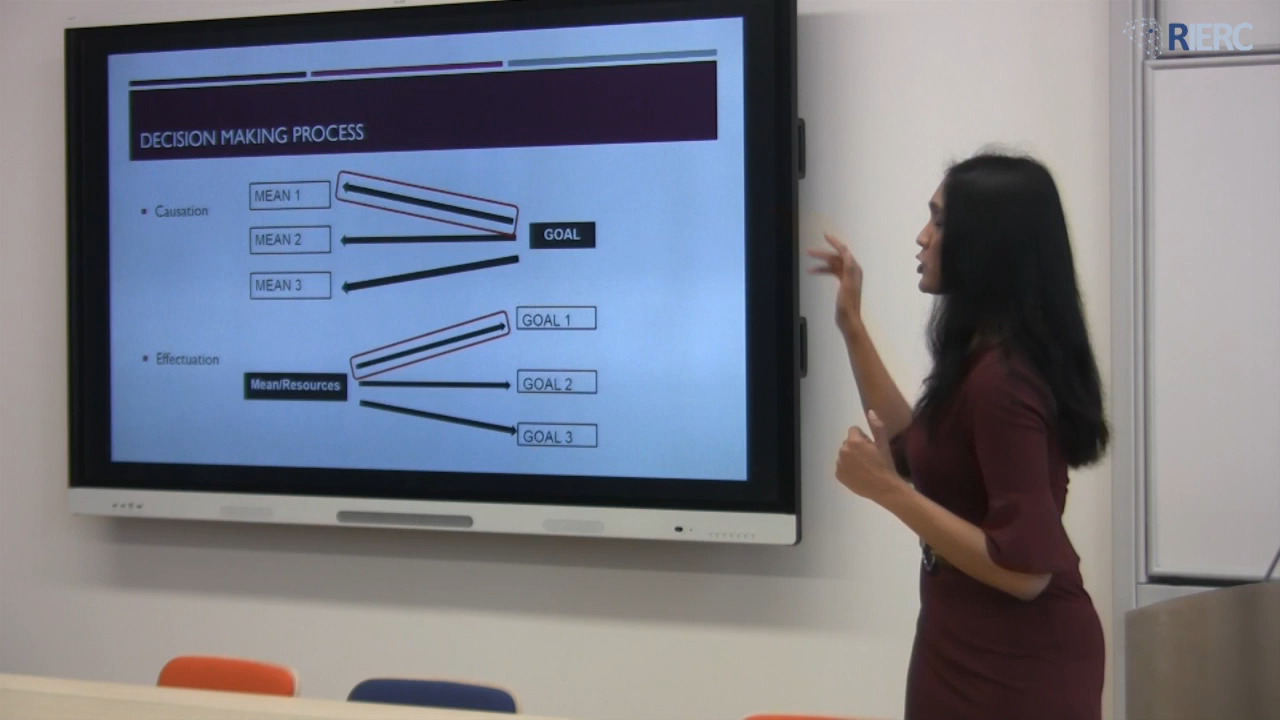 RIERC
DECISION MAKING PROCESS
Causation
MEAN 1
MEAN 2
MEAN 3
GOAL
Effectuation
Mean/Resources
GOAL 1
GOAL 2
GOAL 3